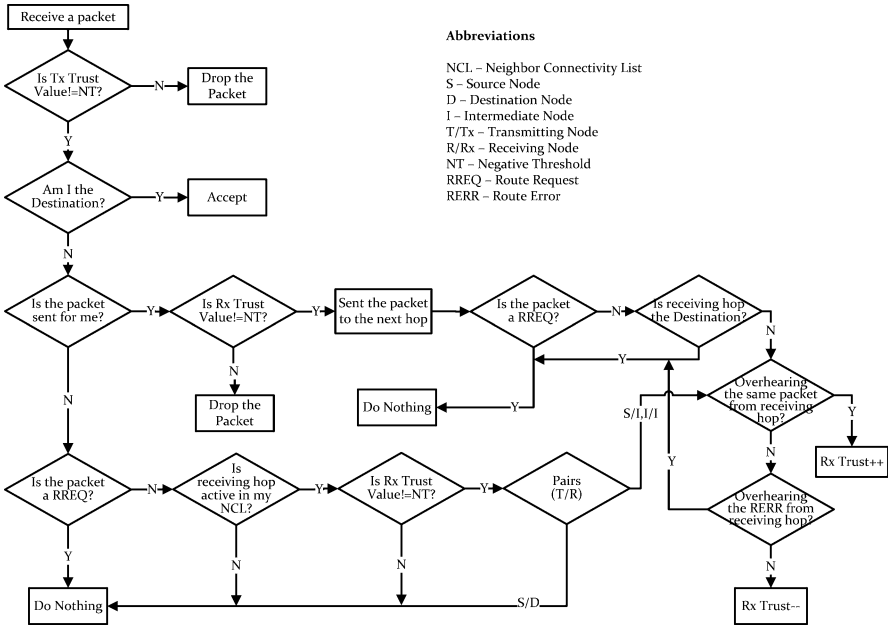 Receive a packet
Is Tx Trust
Value!=NT?
N
Drop the
Packet
Y
Am I the
Destination?
Y
Accept
N
Abbreviations
NCL – Neighbor Connectivity List
S – Source Node
D – Destination Node
I – Intermediate Node
T/Tx – Transmitting Node
R/Rx – Receiving Node
NT – Negative Threshold
RREQ – Route Request
RERR – Route Error
Is the packet
sent for me?
Y
Is Rx Trust
Value!=NT?
Y
Sent the packet
to the next hop
Is the packet
a RREQ?
N
Is receiving hop
the Destination?
N
Y
N
Drop the
Packet
Do Nothing
Y
S/I,I/I
Overhearing
the same packet
from receiving
hop?
Y
Rx Trust++
N
N
Is the packet
a RREQ?
N
Is
receiving hop
active in my
NCL?
Y
Is Rx Trust
Value!=NT?
Y
Pairs
(T/R)
Y
Overhearing
the RERR from
receiving hop?
N
Rx Trust--
Y
N
N
S/D
Do Nothing